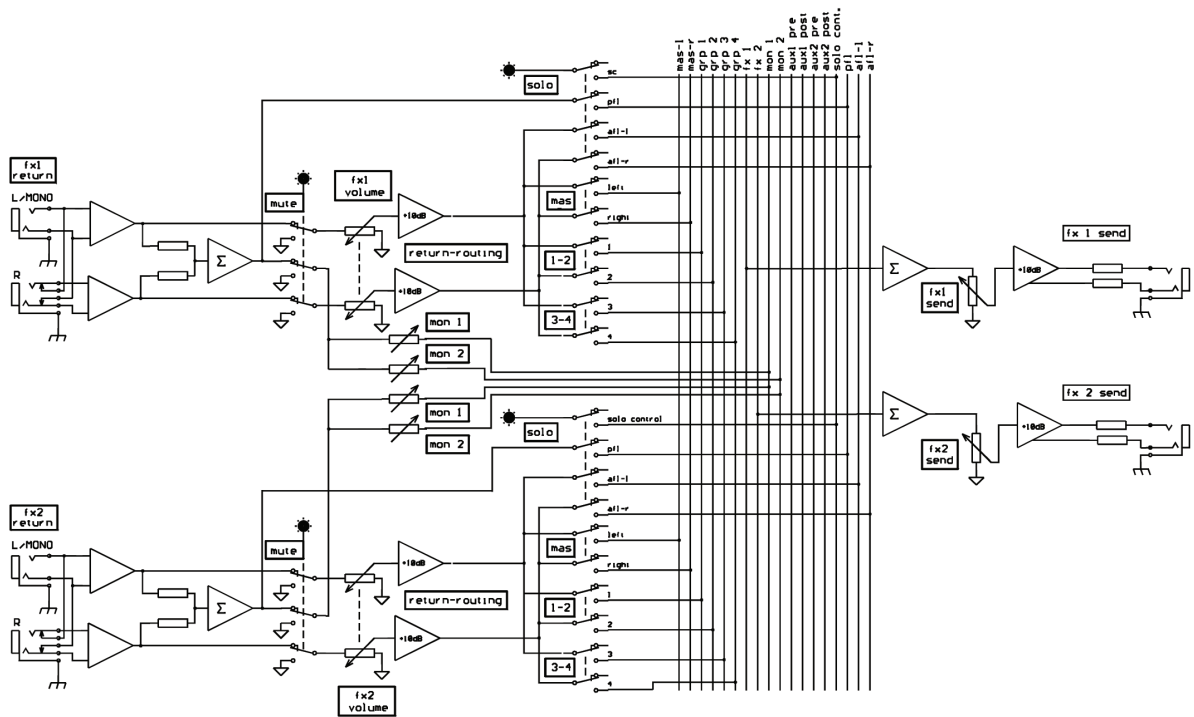 mas-l
mas-r
grp 1
grp 2
grp 3
grp 4
fx 1
fx 2
mon 1
mon 2
aux1 pre
aux1 post
aux2 pre
aux2 post
solo cont.
pfl
afl-l
afl-r
solo
sc
pfl
afl-l
afl-r
fx1
return
L/MONO
R
mute
fx1
volume
+10dB
return-routing
+10dB
Σ
mas
left
right
1-2
1
2
3-4
3
4
mon 1
mon 2
mon 1
mon 2
Σ
fx1
send
+10dB
fx 1 send
Σ
fx2
send
+10dB
fx 2 send
solo
solo control
pfl
afl-l
afl-r
fx2
return
L/MONO
R
mute
Σ
+10dB
return-routing
+10dB
fx2
volume
mas
left
right
1-2
1
2
3-4
3
4